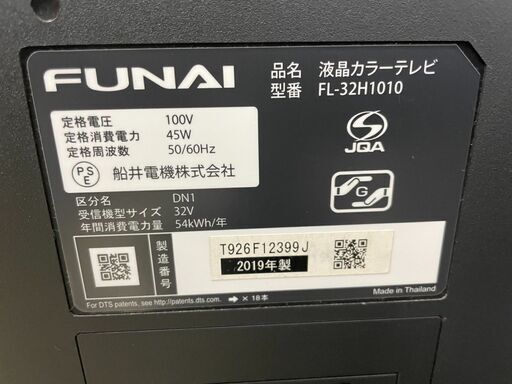 FUNAI
品名 液晶カラーテレビ
型番 FL-32H1010
定格電圧 100V
定格消費電力 45W
定格周波数 50/60Hz
PSE 船井電機株式会社
JQA
G
区分名 DN1
受信機型サイズ 32V
年間消費電力量 54kWh/年
製造番号
T926F12399J
2019年製
For DTS patents, see http://patents.dts.com. ➔ × 18本
Made in Thailand